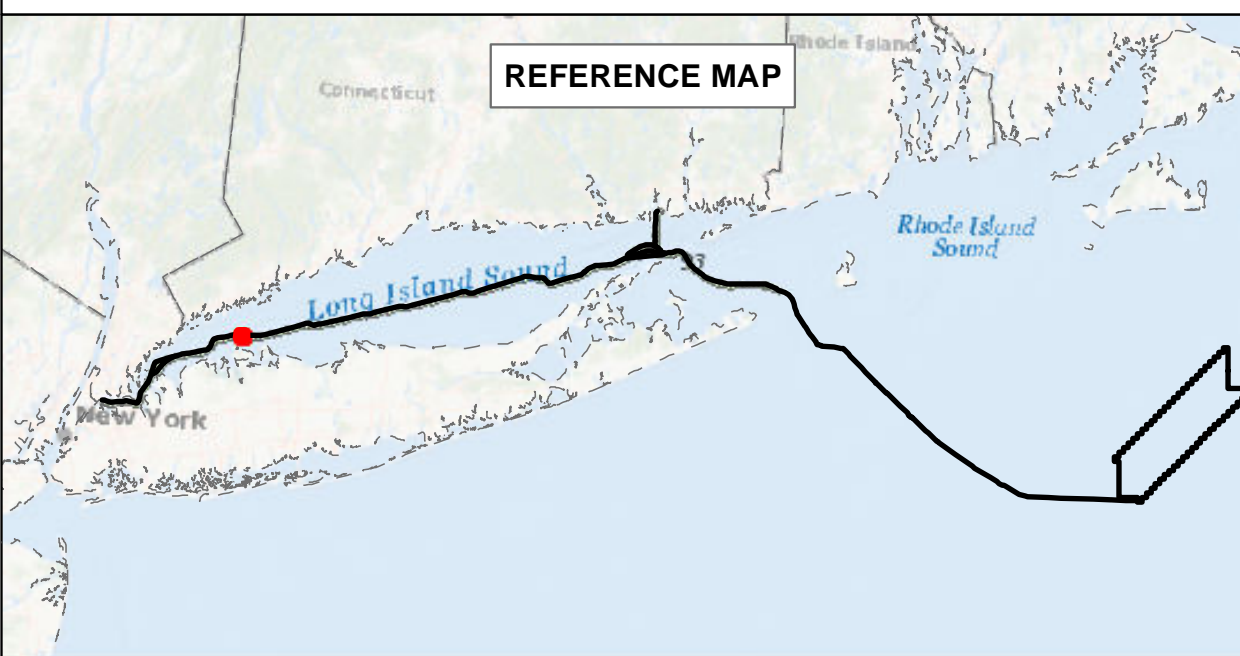 Rhode Island
REFERENCE MAP
Connecticut
Rhode Island
Sound
Long Island Sound
New York